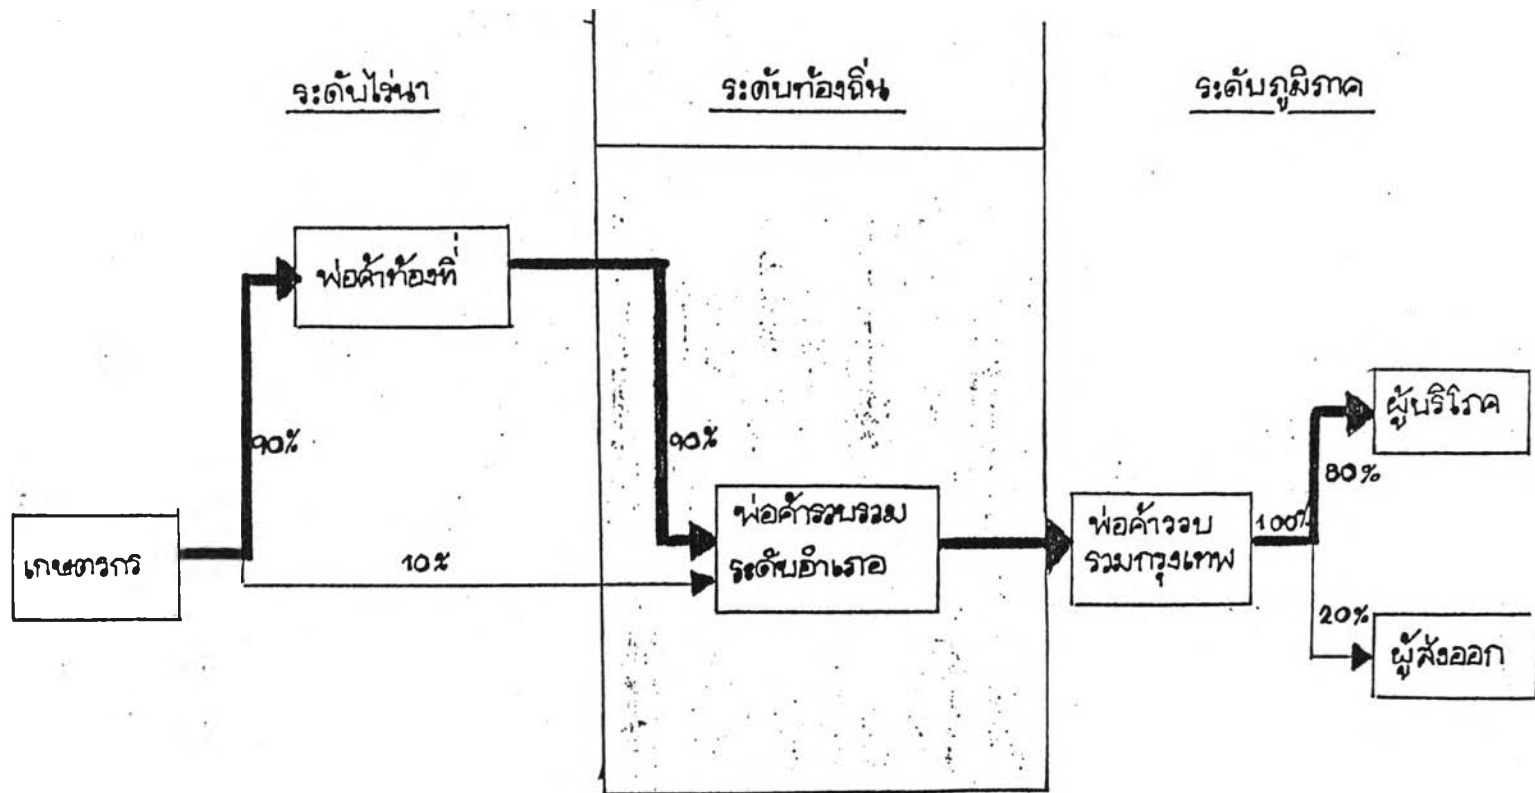 ระดับไร่นา
ระดับท้องถิ่น
ระดับภูมิภาค
พ่อค้าท้องที่
ผู้บริโภค
90%
90%
80%
พ่อค้ารวบรวม
ระดับอำเภอ
พ่อค้ารวบ
รวมกรุงเทพ
100%
เกษตรกร
10%
20%
ผู้ส่งออก